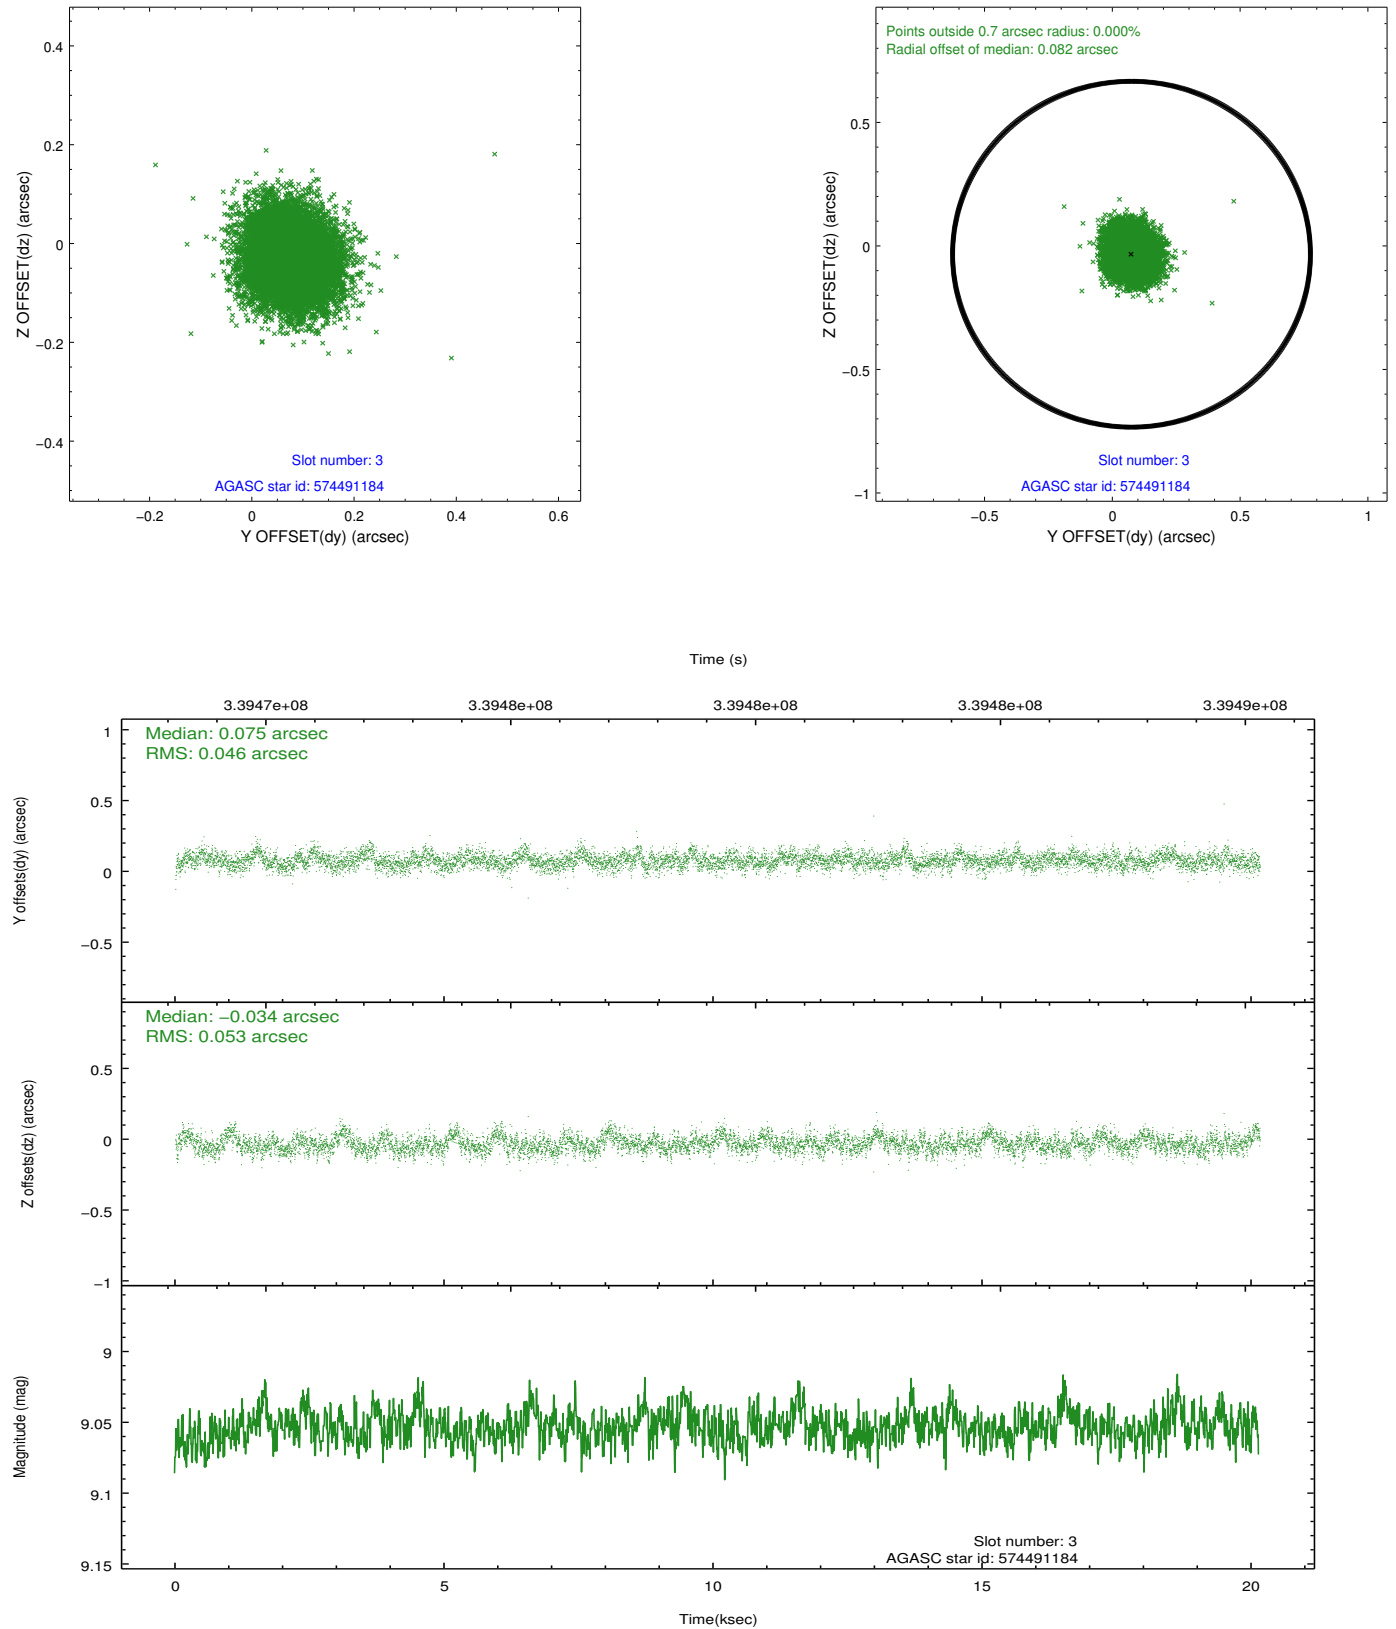 0.4
0.2
0
−0.2
−0.4
Z OFFSET(dz) (arcsec)
Slot number: 3
AGASC star id: 574491184
−0.2 0 0.2 0.4 0.6
Y OFFSET(dy) (arcsec)
Points outside 0.7 arcsec radius: 0.000%
Radial offset of median: 0.082 arcsec
0.5
0
−0.5
−1
Z OFFSET(dz) (arcsec)
Slot number: 3
AGASC star id: 574491184
−0.5 0 0.5 1
Y OFFSET(dy) (arcsec)
Time (s)
3.3947e+08 3.3948e+08 3.3948e+08 3.3948e+08 3.3949e+08
Median: 0.075 arcsec
RMS: 0.046 arcsec
1
0.5
0
−0.5
Y offsets(dy) (arcsec)
Median: −0.034 arcsec
RMS: 0.053 arcsec
0.5
0
−0.5
−1
Z offsets(dz) (arcsec)
9
9.05
9.1
9.15
Magnitude (mag)
Slot number: 3
AGASC star id: 574491184
0 5 10 15 20
Time(ksec)